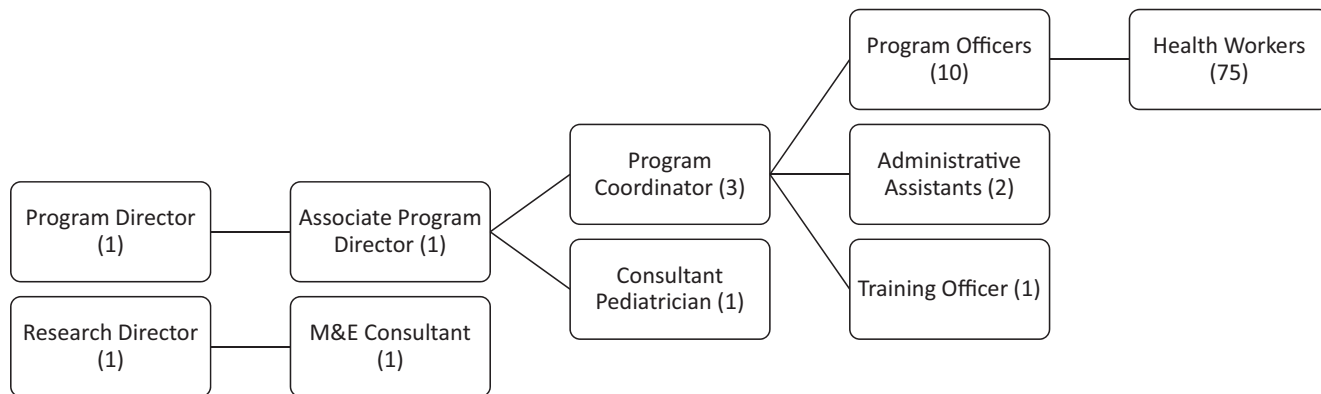 Program Director
(1)
Research Director
(1)
Associate Program
Director (1)
M&E Consultant
(1)
Program
Coordinator (3)
Consultant
Pediatrician (1)
Program Officers
(10)
Administrative
Assistants (2)
Training Officer (1)
Health Workers
(75)